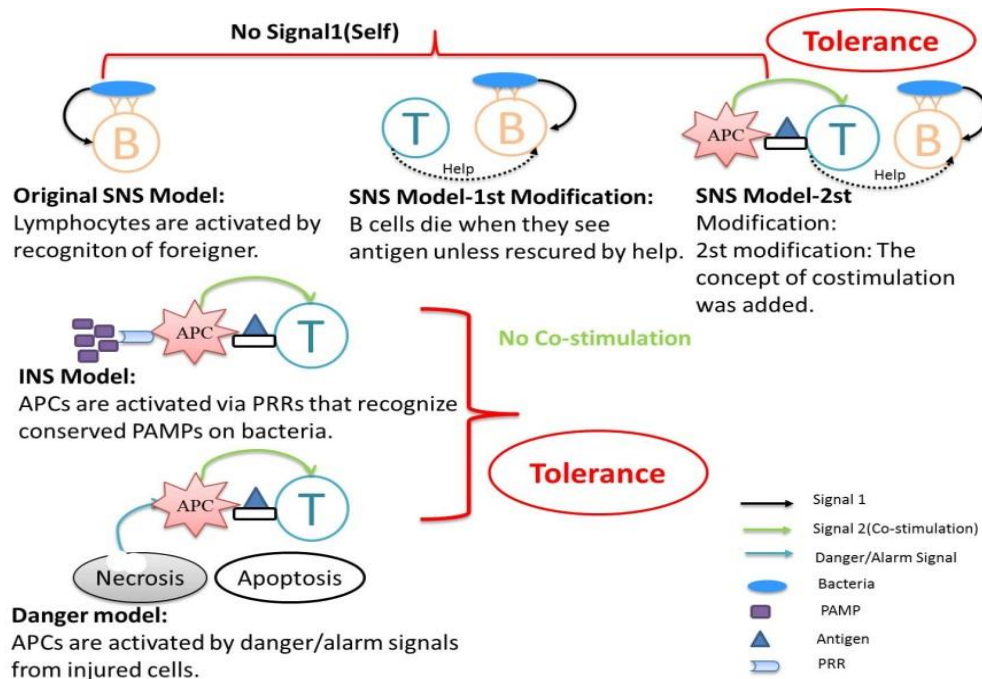 No Signal1(Self)
Tolerance
B
T
B
Help
APC
T
B
Help
Original SNS Model:
Lymphocytes are activated by
recogniton of foreigner.
SNS Model-1st Modification:
B cells die when they see
antigen unless rescured by help.
SNS Model-2st
Modification:
2st modification: The
concept of costimulation
was added.
APC
T
No Co-stimulation
INS Model:
APCs are activated via PRRs that recognize
conserved PAMPs on bacteria.
Tolerance
APC
T
Necrosis
Apoptosis
Danger model:
APCs are activated by danger/alarm signals
from injured cells.
Signal 1
Signal 2(Co-stimulation)
Danger/Alarm Signal
Bacteria
PAMP
Antigen
PRR